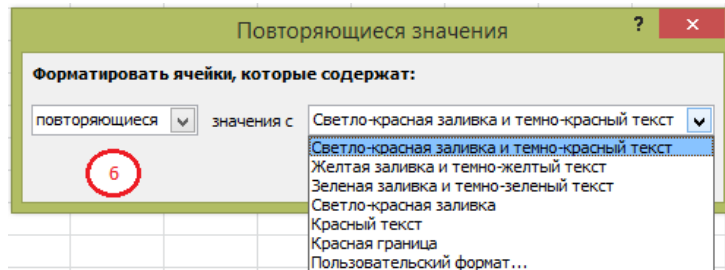 Повторяющиеся значения ? ×
Форматировать ячейки, которые содержат:
повторяющиеся значения с Светло-красная заливка и темно-красный текст
Светло-красная заливка и темно-красный текст
Желтая заливка и темно-желтый текст
6
Зеленая заливка и темно-зеленый текст
Светло-красная заливка
Красный текст
Красная граница
Пользовательский формат...